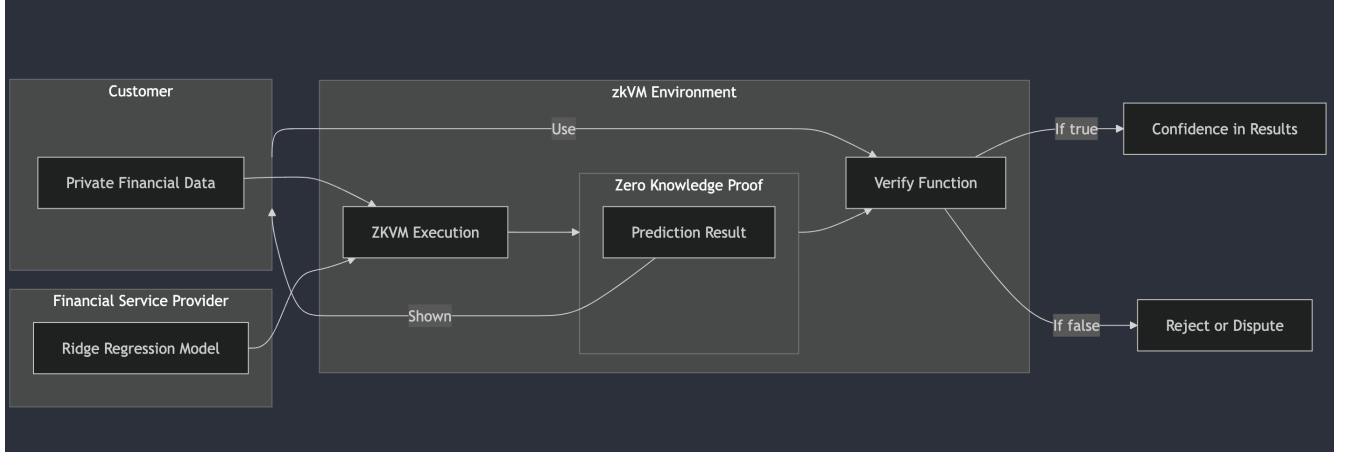 Customer
Private Financial Data
Financial Service Provider
Ridge Regression Model
zkVM Environment
Use
ZKVM Execution
Shown
Zero Knowledge Proof
Prediction Result
Verify Function
If true
Confidence in Results
If false
Reject or Dispute